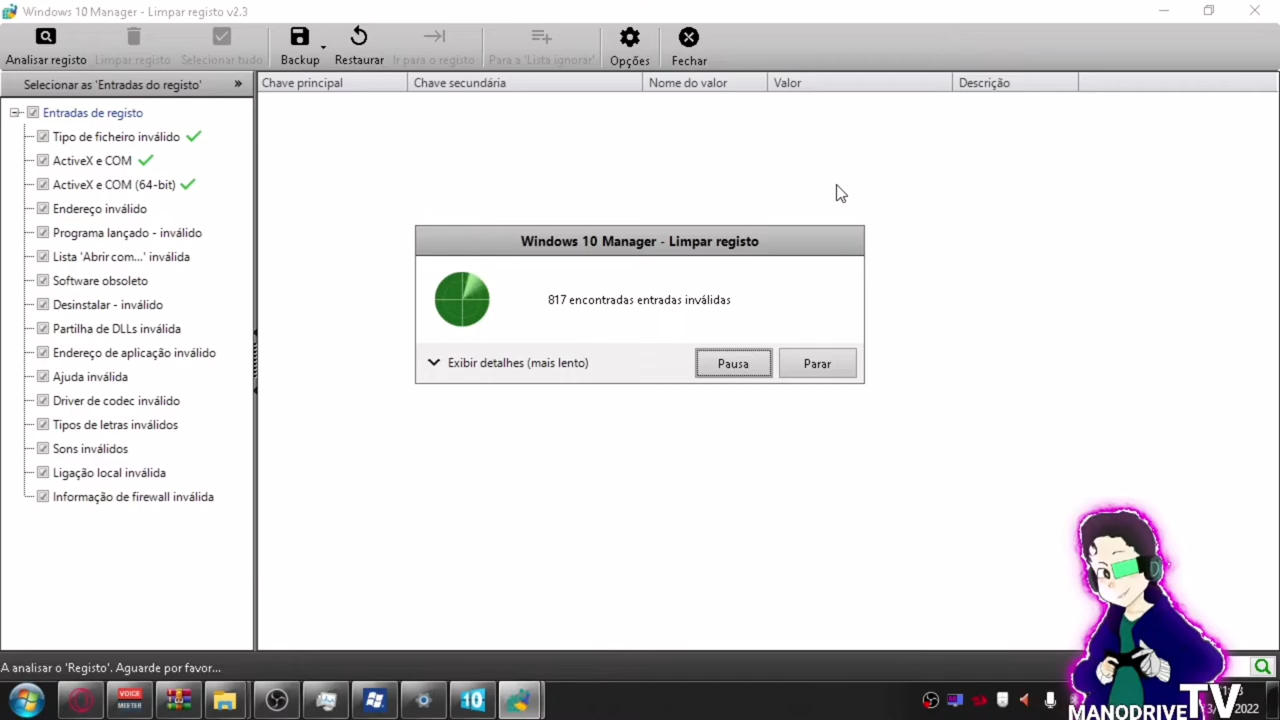 Windows 10 Manager - Limpar registo v2.3
Analisar registo
Limpar registo
Selecionar tudo
Backup
Restaurar
Ir para o registo
Para a 'Lista ignorar'
Opções
Fechar
Selecionar as 'Entradas do registo' »
Chave principal
Chave secundária
Nome do valor
Valor
Descrição
Entradas de registo
Tipo de ficheiro inválido
ActiveX e COM
ActiveX e COM (64-bit)
Endereço inválido
Programa lançado - inválido
Lista 'Abrir com...' inválida
Software obsoleto
Desinstalar - inválido
Partilha de DLLs inválida
Endereço de aplicação inválido
Ajuda inválida
Driver de codec inválido
Tipos de letras inválidos
Sons inválidos
Ligação local inválida
Informação de firewall inválida
Windows 10 Manager - Limpar registo
817 encontradas entradas inválidas
Exibir detalhes (mais lento)
Pausa
Parar
A analisar o 'Registo'. Aguarde por favor...
VOICE
MEETER
10
2022
MANODRIVE TV